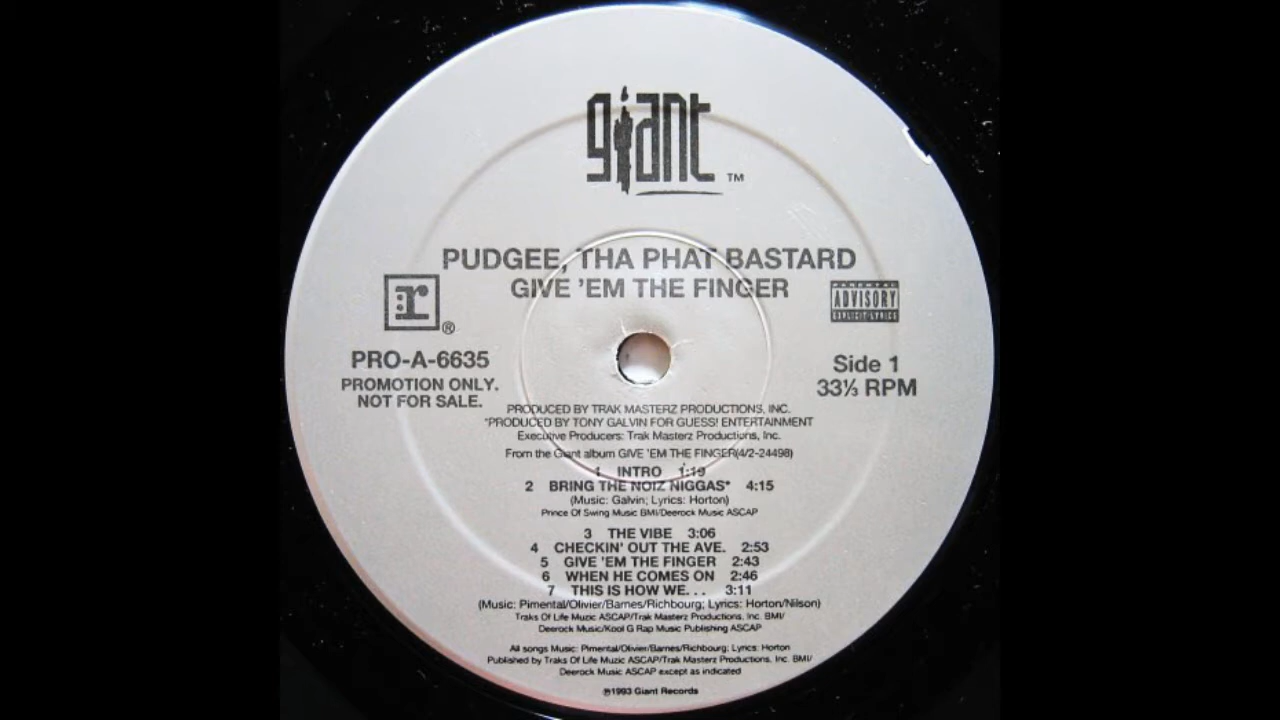 giant ™
PUDGEE, THA PHAT BASTARD
GIVE 'EM THE FINGER
r ®
PARENTAL
ADVISORY
EXPLICIT LYRICS
PRO-A-6635
PROMOTION ONLY.
NOT FOR SALE.
Side 1
33⅓ RPM
PRODUCED BY TRAK MASTERZ PRODUCTIONS, INC.
*PRODUCED BY TONY GALVIN FOR GUESS! ENTERTAINMENT
Executive Producers: Trak Masterz Productions, Inc.
From the Giant album GIVE 'EM THE FINGER(4/2-24498)
1 INTRO 1:19
2 BRING THE NOIZ NIGGAS* 4:15
(Music: Galvin; Lyrics: Horton)
Prince Of Swing Music BMI/Deerock Music ASCAP
3 THE VIBE 3:06
4 CHECKIN' OUT THE AVE. 2:53
5 GIVE 'EM THE FINGER 2:43
6 WHEN HE COMES ON 2:46
7 THIS IS HOW WE. . . 3:11
(Music: Pimental/Olivier/Barnes/Richbourg; Lyrics: Horton/Nilson)
Traks Of Life Muzic ASCAP/Trak Masterz Productions, Inc. BMI/
Deerock Music/Kool G Rap Music Publishing ASCAP
All songs Music: Pimental/Olivier/Barnes/Richbourg; Lyrics: Horton
Published by Traks Of Life Muzic ASCAP/Trak Masterz Productions, Inc. BMI/
Deerock Music ASCAP except as indicated
℗1993 Giant Records